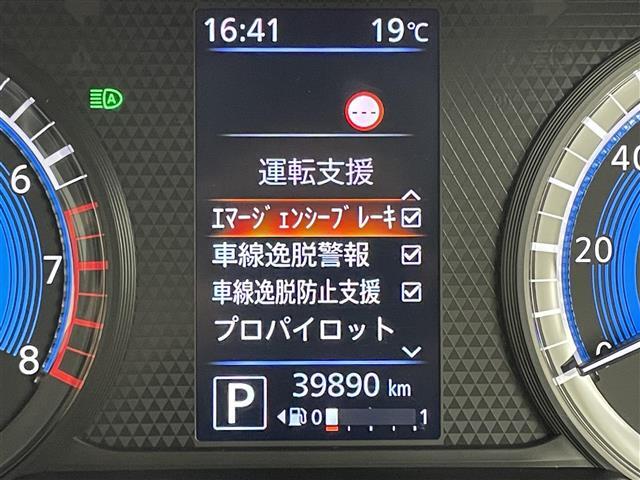 16:41 19℃
---
運転支援
ｴﾏｰｼﾞｪﾝｼｰﾌﾞﾚｰｷ
車線逸脱警報
車線逸脱防止支援
プロパイロット
P 39890 km
0 1
A
6
7
8
40
20
0